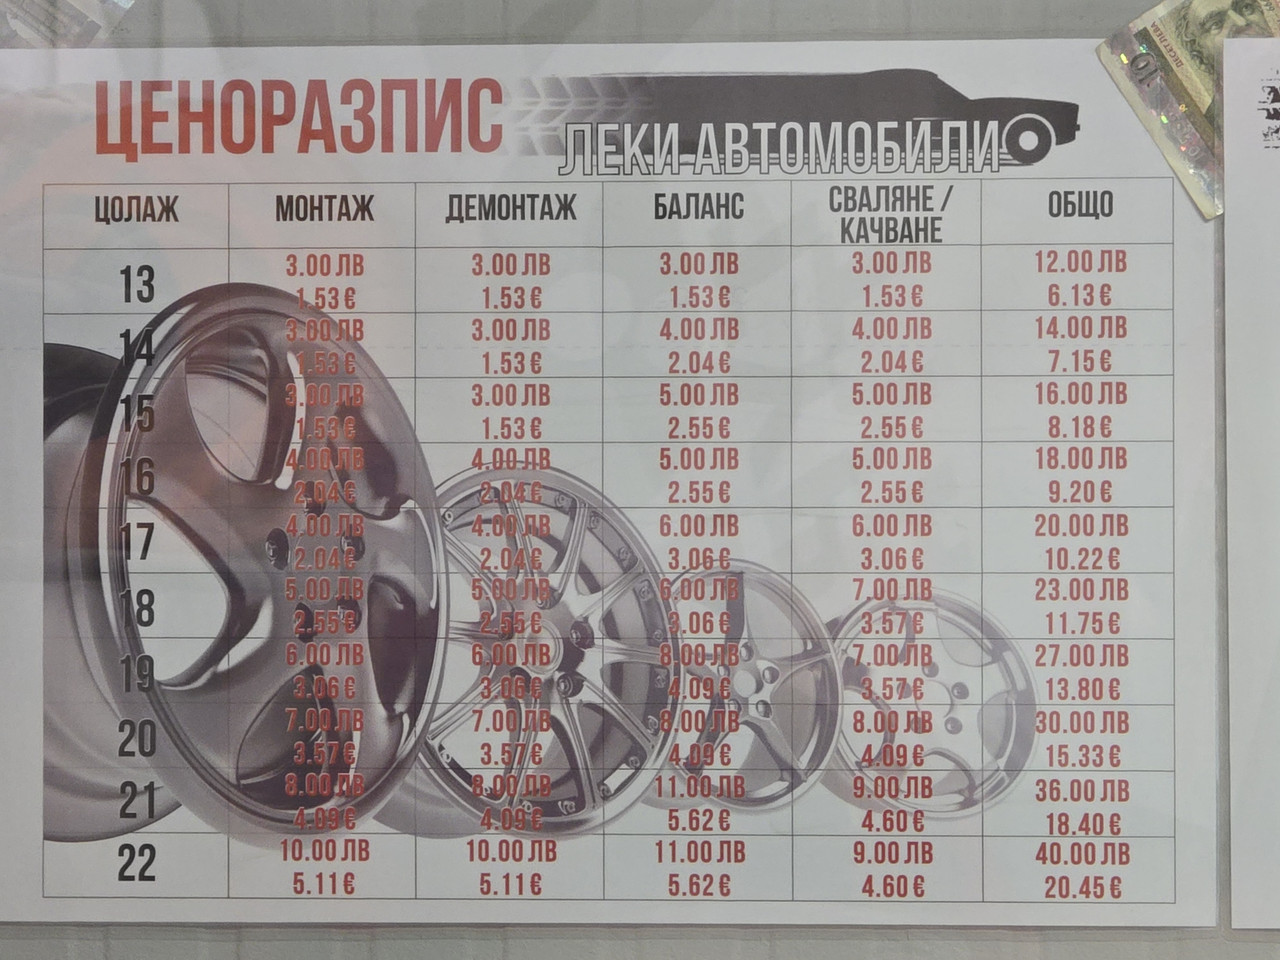 ЦЕНОРАЗПИС
ЛЕКИ АВТОМОБИЛИ
ЦОЛАЖ МОНТАЖ ДЕМОНТАЖ БАЛАНС СВАЛЯНЕ / КАЧВАНЕ ОБЩО
13 3.00 ЛВ 3.00 ЛВ 3.00 ЛВ 3.00 ЛВ 12.00 ЛВ
1.53 € 1.53 € 1.53 € 1.53 € 6.13 €
14 3.00 ЛВ 3.00 ЛВ 4.00 ЛВ 4.00 ЛВ 14.00 ЛВ
1.53 € 1.53 € 2.04 € 2.04 € 7.15 €
15 3.00 ЛВ 3.00 ЛВ 5.00 ЛВ 5.00 ЛВ 16.00 ЛВ
1.53 € 1.53 € 2.55 € 2.55 € 8.18 €
16 4.00 ЛВ 4.00 ЛВ 5.00 ЛВ 5.00 ЛВ 18.00 ЛВ
2.04 € 2.04 € 2.55 € 2.55 € 9.20 €
17 4.00 ЛВ 4.00 ЛВ 6.00 ЛВ 6.00 ЛВ 20.00 ЛВ
2.04 € 2.04 € 3.06 € 3.06 € 10.22 €
18 5.00 ЛВ 5.00 ЛВ 6.00 ЛВ 7.00 ЛВ 23.00 ЛВ
2.55 € 2.55 € 3.06 € 3.57 € 11.75 €
19 6.00 ЛВ 6.00 ЛВ 8.00 ЛВ 7.00 ЛВ 27.00 ЛВ
3.06 € 3.06 € 4.09 € 3.57 € 13.80 €
20 7.00 ЛВ 7.00 ЛВ 8.00 ЛВ 8.00 ЛВ 30.00 ЛВ
3.57 € 3.57 € 4.09 € 4.09 € 15.33 €
21 8.00 ЛВ 8.00 ЛВ 11.00 ЛВ 9.00 ЛВ 36.00 ЛВ
4.09 € 4.09 € 5.62 € 4.60 € 18.40 €
22 10.00 ЛВ 10.00 ЛВ 11.00 ЛВ 9.00 ЛВ 40.00 ЛВ
5.11 € 5.11 € 5.62 € 4.60 € 20.45 €
ДЕСЕТ ЛЕВА
10